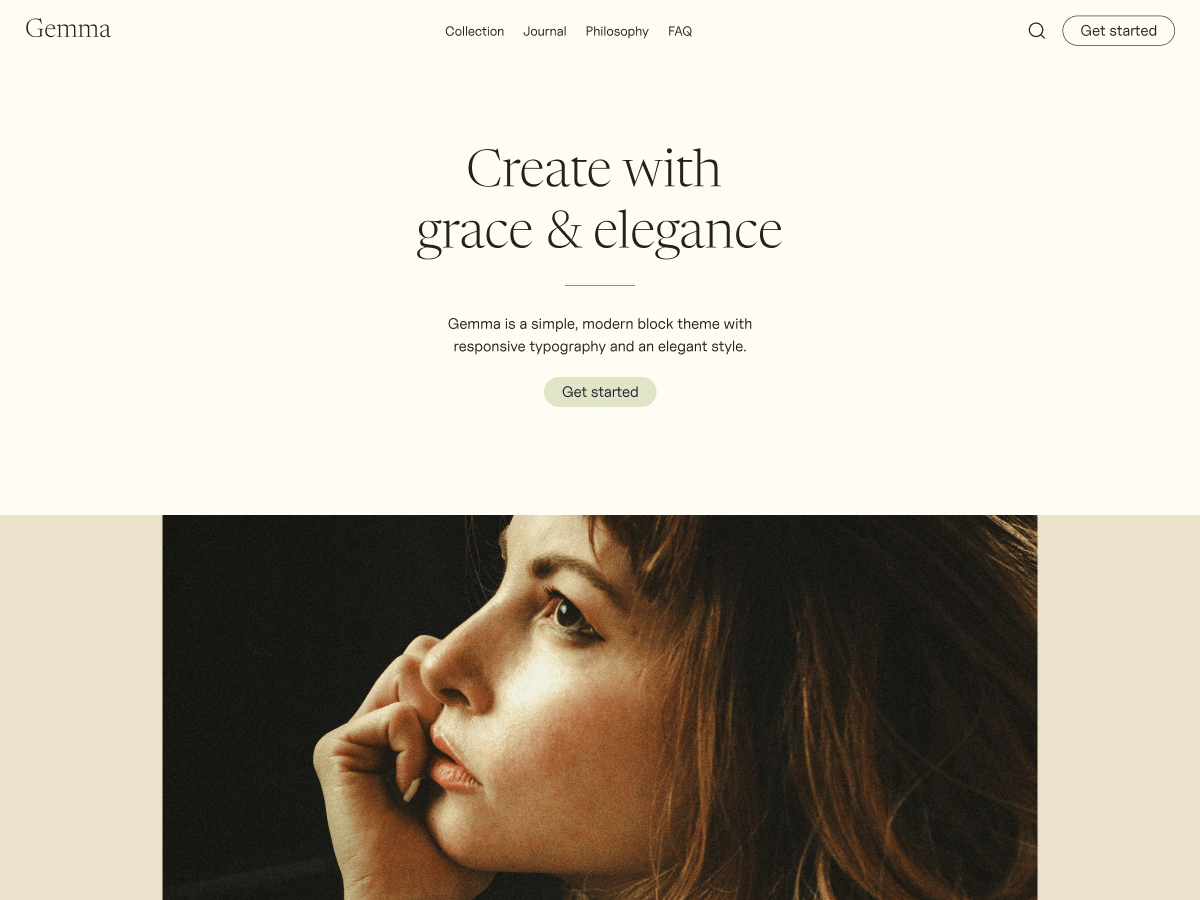 Gemma
Collection Journal Philosophy FAQ
Get started
Create with
grace & elegance
Gemma is a simple, modern block theme with
responsive typography and an elegant style.
Get started